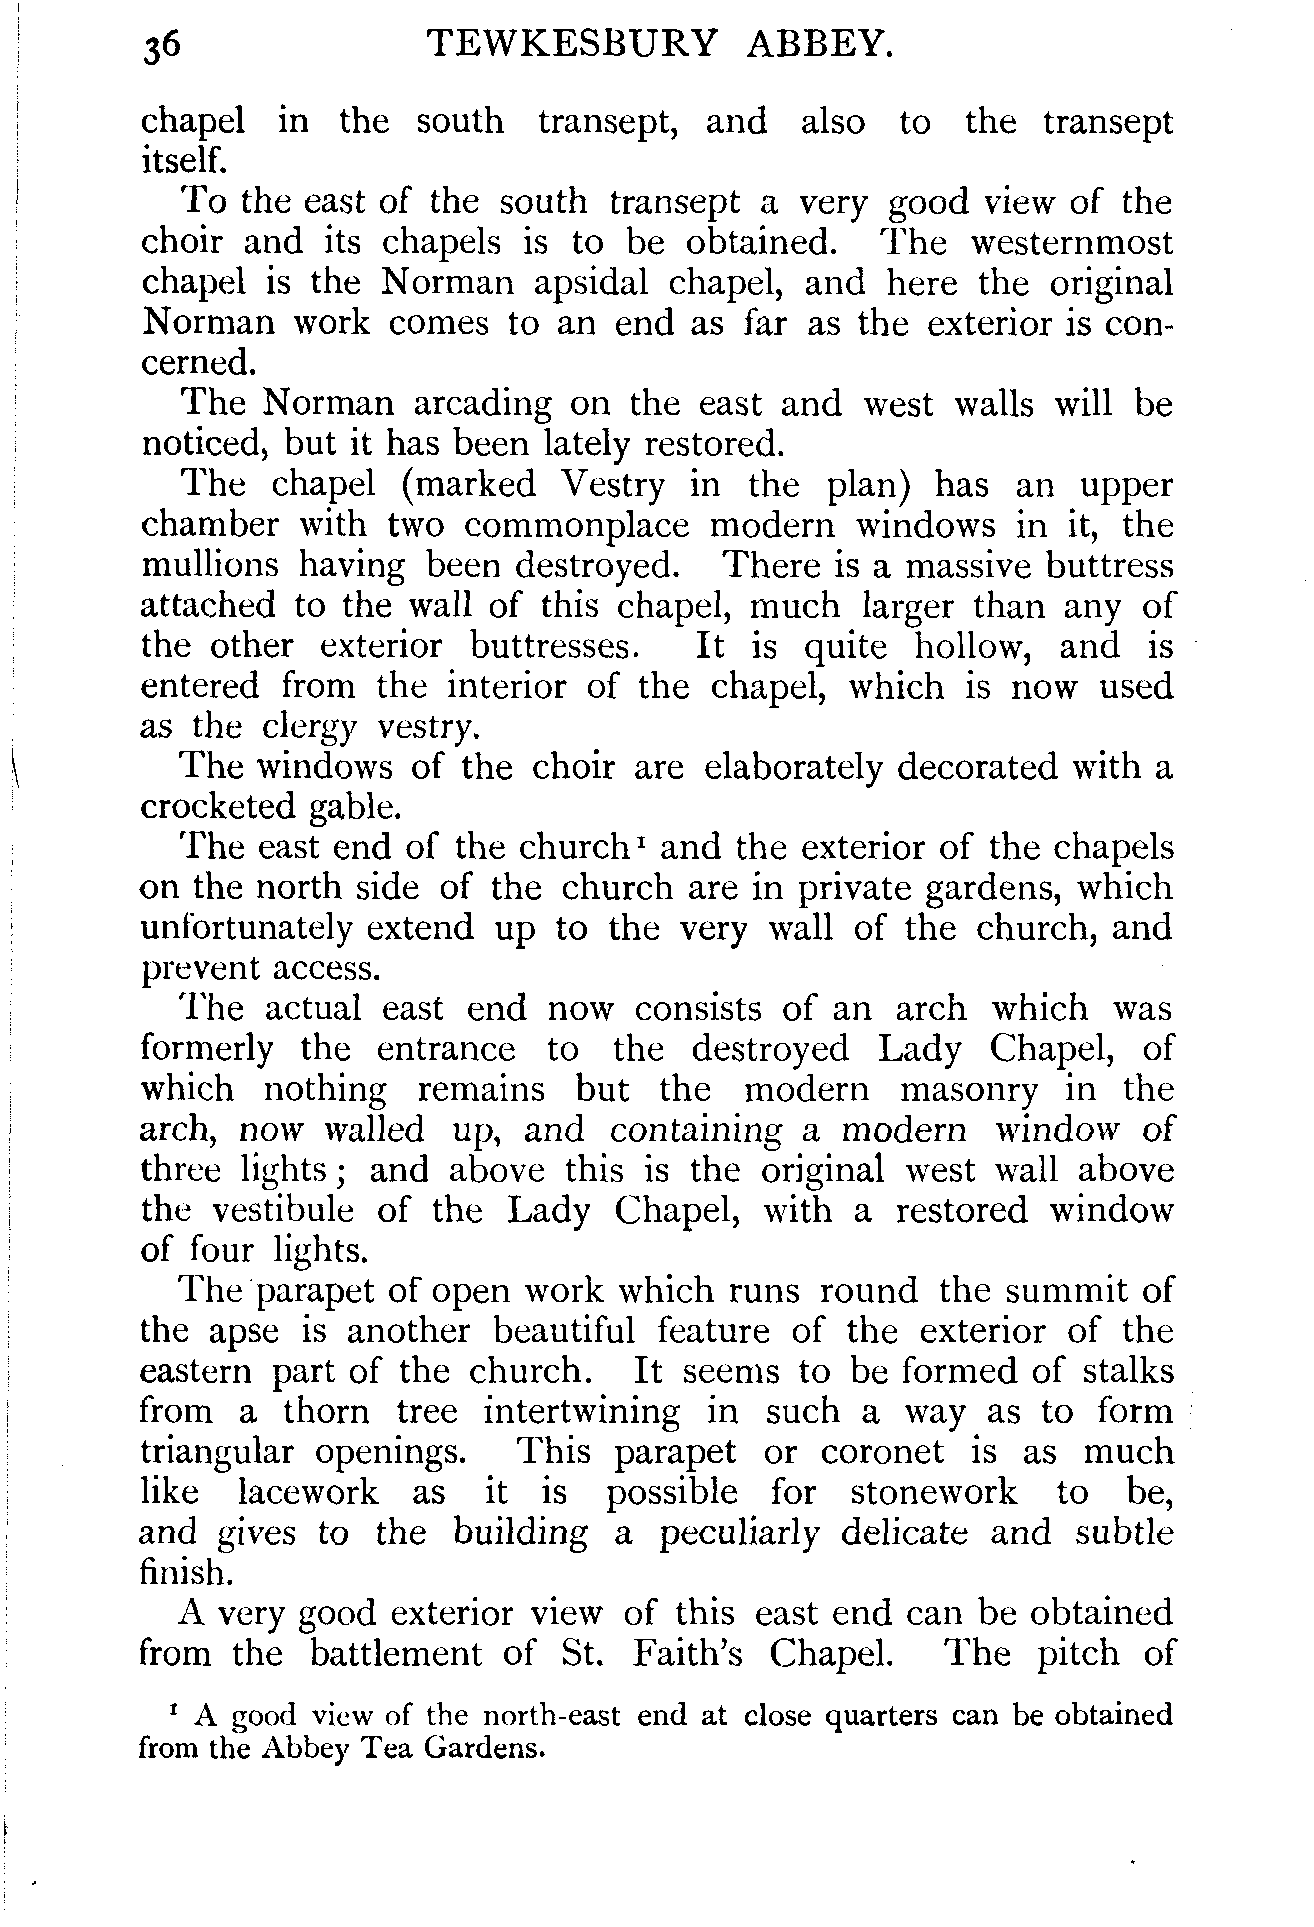 36 TEWKESBURY ABBEY.
chapel in the south transept, and also to the transept
itself.
To the east of the south transept a very good view of the
choir and its chapels is to be obtained. The westernmost
chapel is the Norman apsidal chapel, and here the original
Norman work comes to an end as far as the exterior is con-
cerned.
The Norman arcading on the east and west walls will be
noticed, but it has been lately restored.
The chapel (marked Vestry in the plan) has an upper
chamber with two commonplace modern windows in it, the
mullions having been destroyed. There is a massive buttress
attached to the wall of this chapel, much larger than any of
the other exterior buttresses. It is quite hollow, and is
entered from the interior of the chapel, which is now used
as the clergy vestry.
The windows of the choir are elaborately decorated with a
crocketed gable.
The east end of the church¹ and the exterior of the chapels
on the north side of the church are in private gardens, which
unfortunately extend up to the very wall of the church, and
prevent access.
The actual east end now consists of an arch which was
formerly the entrance to the destroyed Lady Chapel, of
which nothing remains but the modern masonry in the
arch, now walled up, and containing a modern window of
three lights; and above this is the original west wall above
the vestibule of the Lady Chapel, with a restored window
of four lights.
The parapet of open work which runs round the summit of
the apse is another beautiful feature of the exterior of the
eastern part of the church. It seems to be formed of stalks
from a thorn tree intertwining in such a way as to form
triangular openings. This parapet or coronet is as much
like lacework as it is possible for stonework to be,
and gives to the building a peculiarly delicate and subtle
finish.
A very good exterior view of this east end can be obtained
from the battlement of St. Faith's Chapel. The pitch of
¹ A good view of the north-east end at close quarters can be obtained
from the Abbey Tea Gardens.